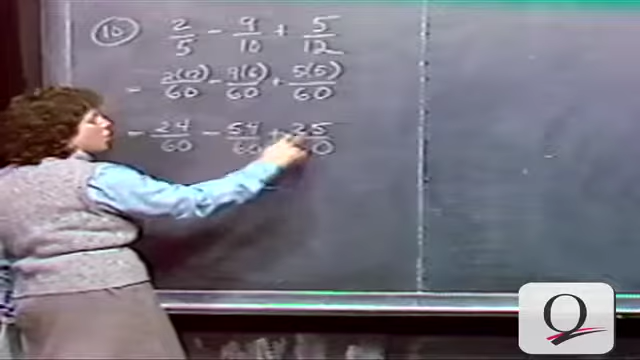 10 2/5 - 9/10 + 5/12
= 2(12)/60 - 9(6)/60 + 5(5)/60
= 24/60 - 54/60 + 25/60
Q